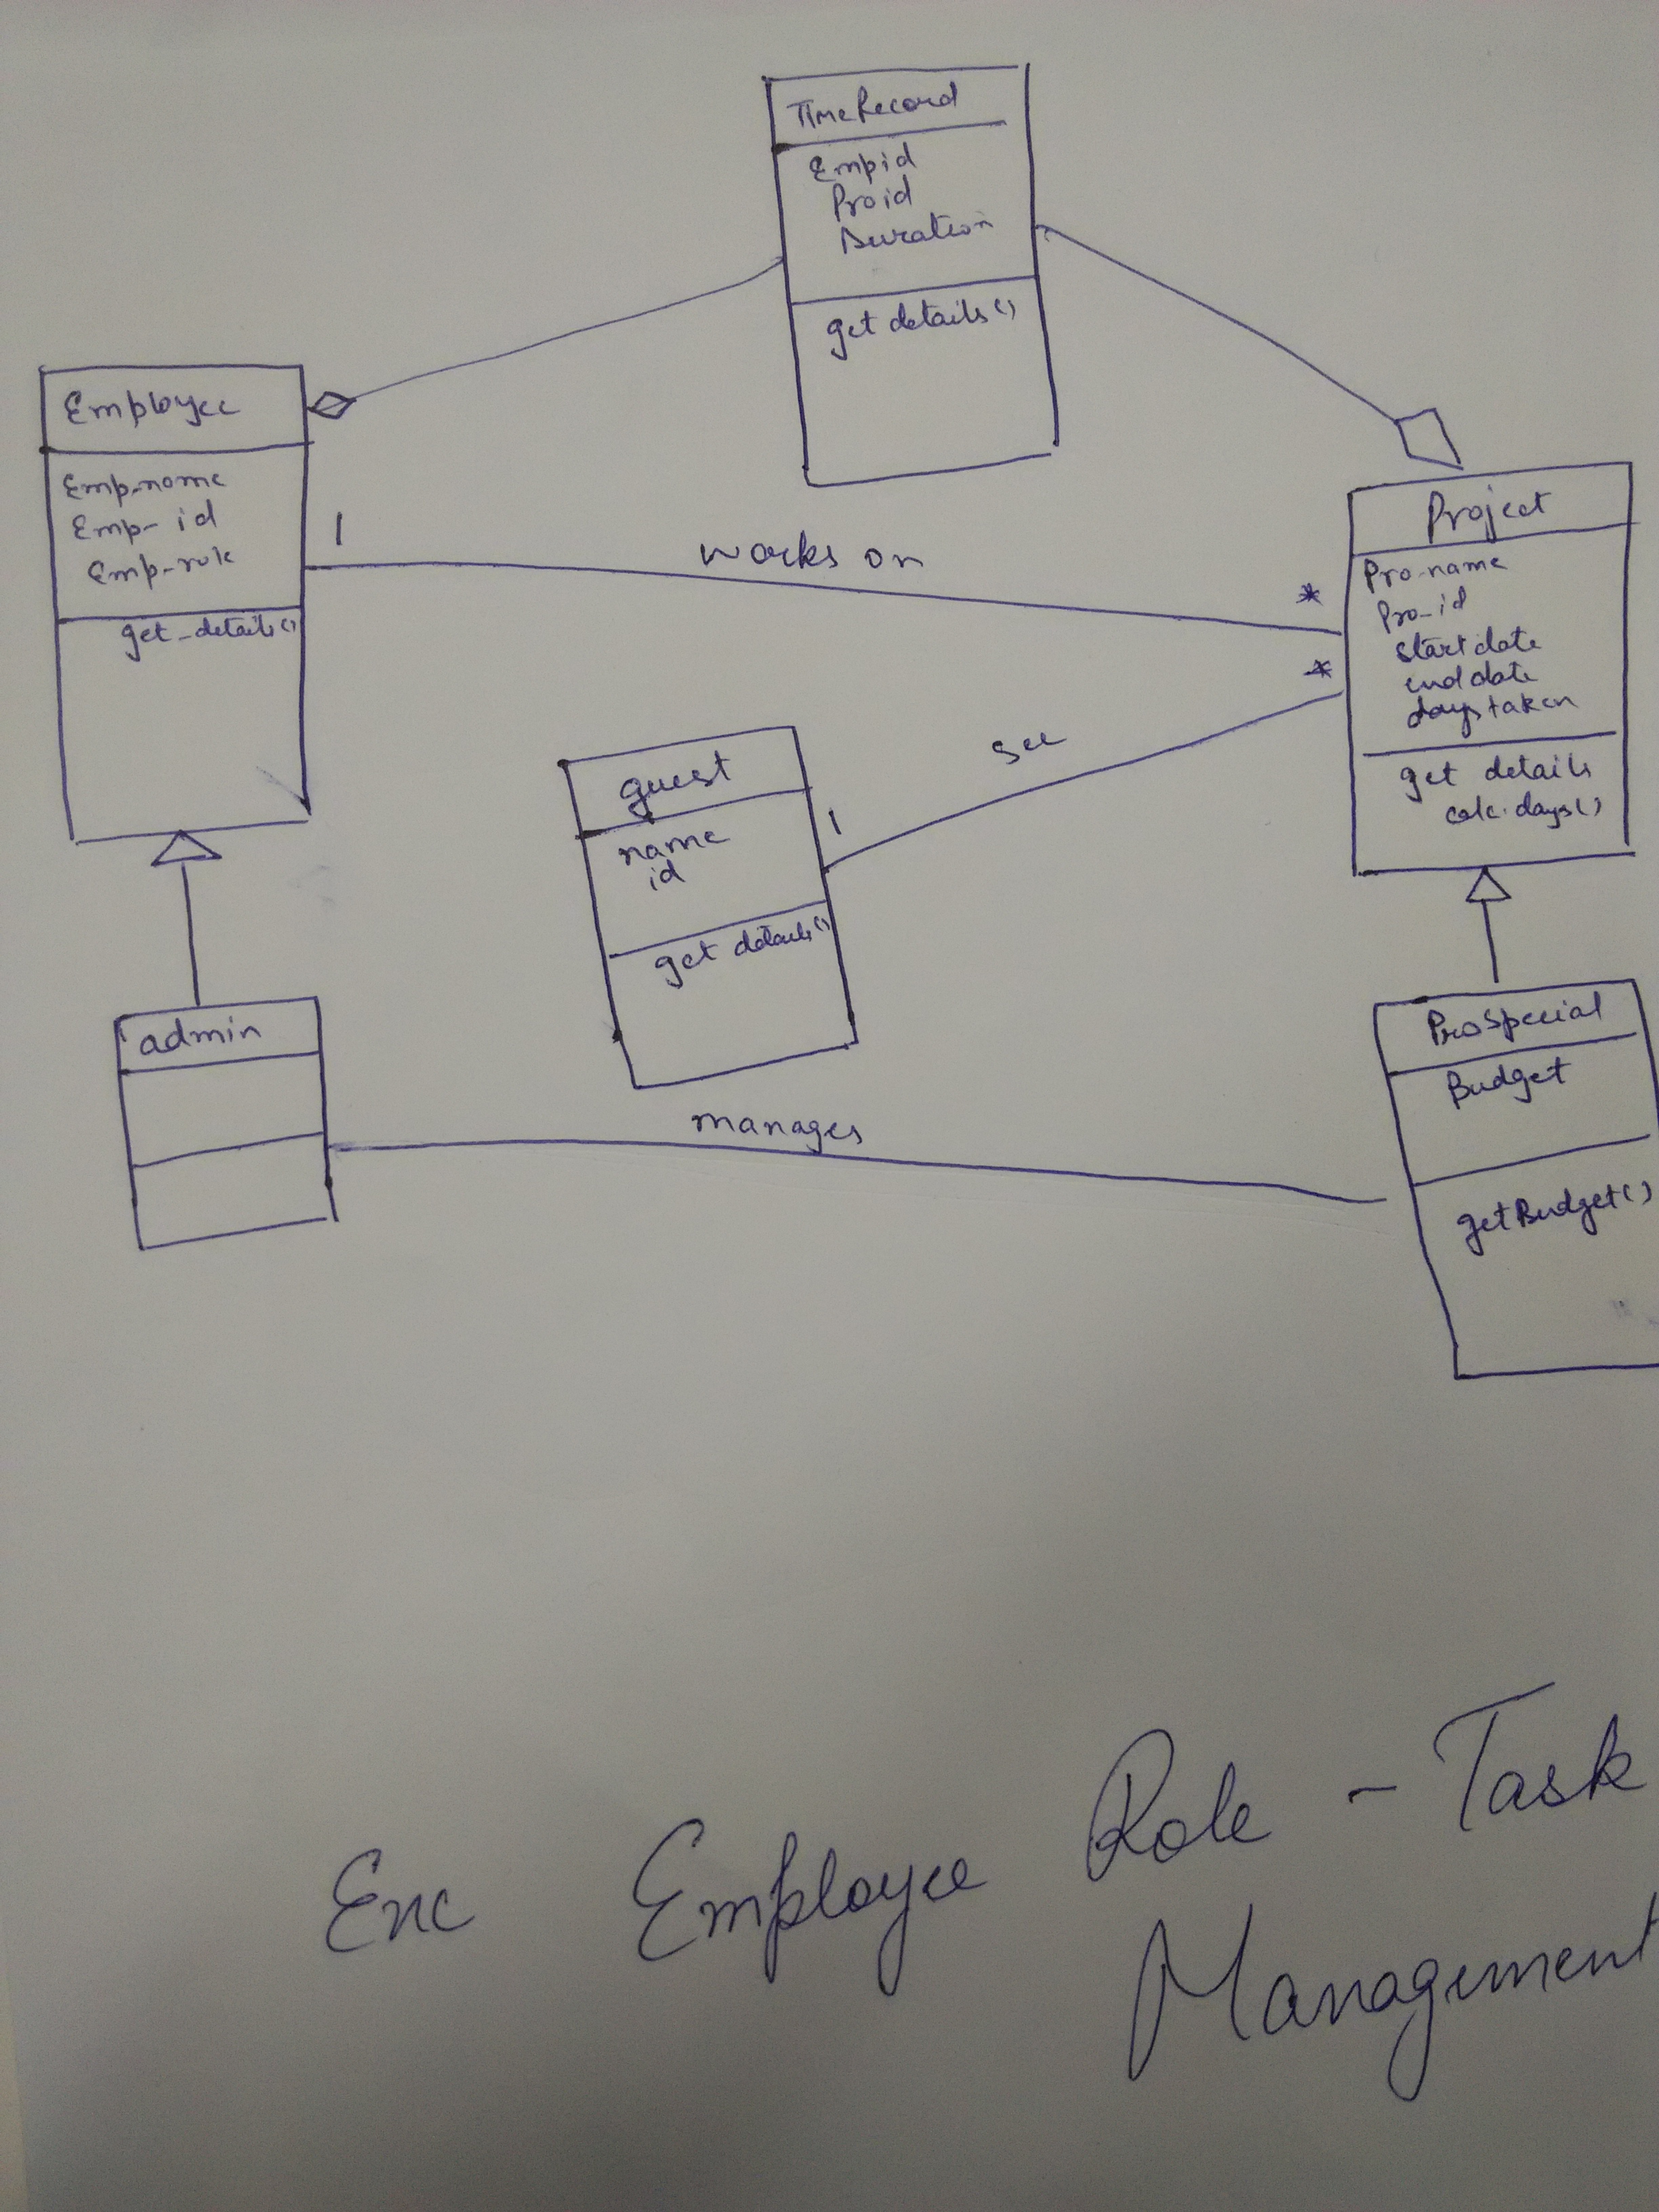 TimeRecord
Empid
Proid
Duration
get details()
Employee
Emp-name
Emp-id
Emp-role
get_details()
1
works on
*
Project
Pro-name
Pro-id
start date
end date
days taken
get details
calc.days()
guest
name
id
get details()
1
see
*
admin
manages
ProSpecial
Budget
getBudget()
Enc Employee Role - Task
Management